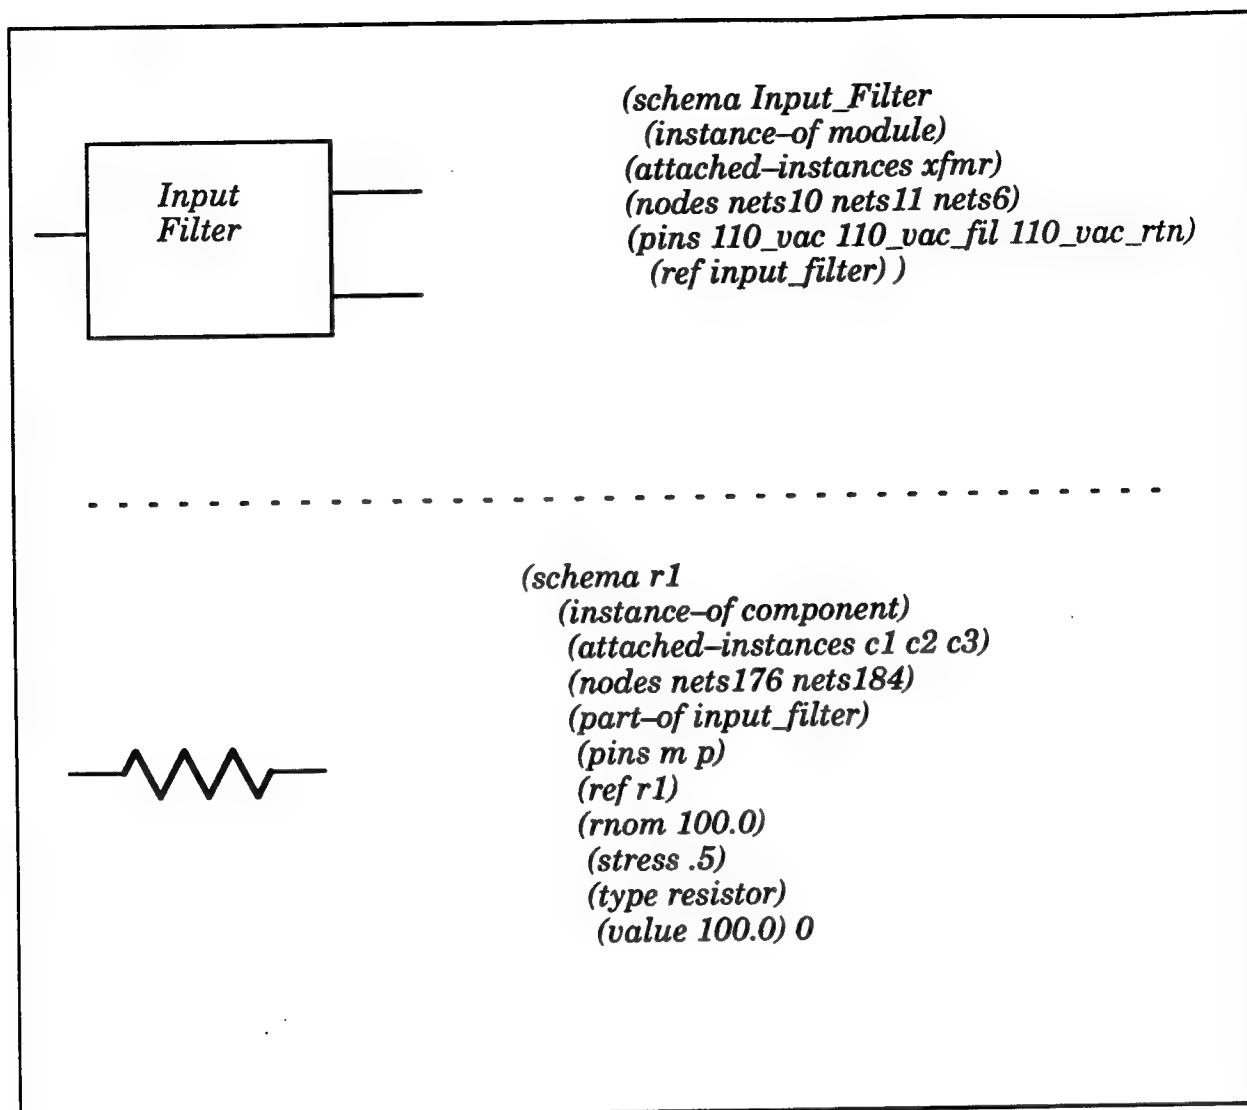 Input
Filter
(schema Input_Filter
(instance–of module)
(attached–instances xfmr)
(nodes nets10 nets11 nets6)
(pins 110_vac 110_vac_fil 110_vac_rtn)
(ref input_filter) )
(schema r1
(instance–of component)
(attached–instances c1 c2 c3)
(nodes nets176 nets184)
(part–of input_filter)
(pins m p)
(ref r1)
(rnom 100.0)
(stress .5)
(type resistor)
(value 100.0) 0